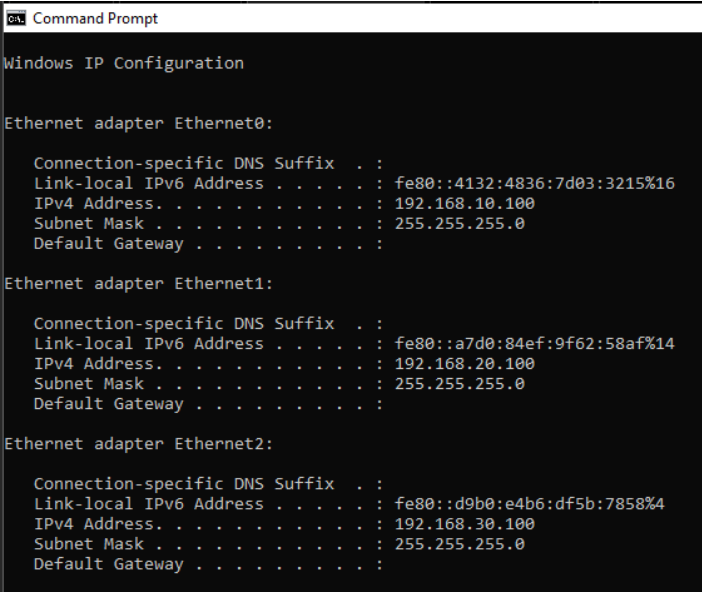 Command Prompt
Windows IP Configuration
Ethernet adapter Ethernet0:
Connection-specific DNS Suffix . :
Link-local IPv6 Address . . . . . : fe80::4132:4836:7d03:3215%16
IPv4 Address. . . . . . . . . . . : 192.168.10.100
Subnet Mask . . . . . . . . . . . : 255.255.255.0
Default Gateway . . . . . . . . . :
Ethernet adapter Ethernet1:
Connection-specific DNS Suffix . :
Link-local IPv6 Address . . . . . : fe80::a7d0:84ef:9f62:58af%14
IPv4 Address. . . . . . . . . . . : 192.168.20.100
Subnet Mask . . . . . . . . . . . : 255.255.255.0
Default Gateway . . . . . . . . . :
Ethernet adapter Ethernet2:
Connection-specific DNS Suffix . :
Link-local IPv6 Address . . . . . : fe80::d9b0:e4b6:df5b:7858%4
IPv4 Address. . . . . . . . . . . : 192.168.30.100
Subnet Mask . . . . . . . . . . . : 255.255.255.0
Default Gateway . . . . . . . . . :